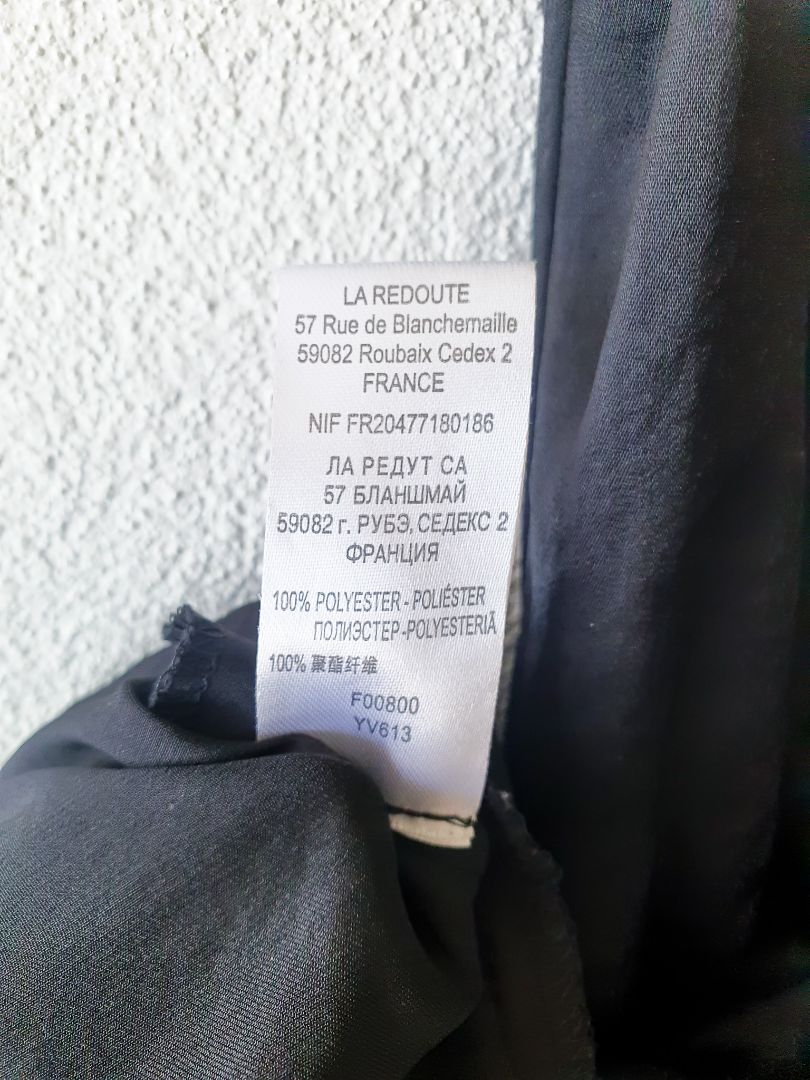 LA REDOUTE
57 Rue de Blanchemaille
59082 Roubaix Cedex 2
FRANCE
NIF FR20477180186
ЛА РЕДУТ СА
57 БЛАНШМАЙ
59082 г. РУБЭ, СЕДЕКС 2
ФРАНЦИЯ
100% POLYESTER - POLIÉSTER
ПОЛИЭСТЕР -POLYESTERIÄ
100% 聚酯纤维
F00800
YV613